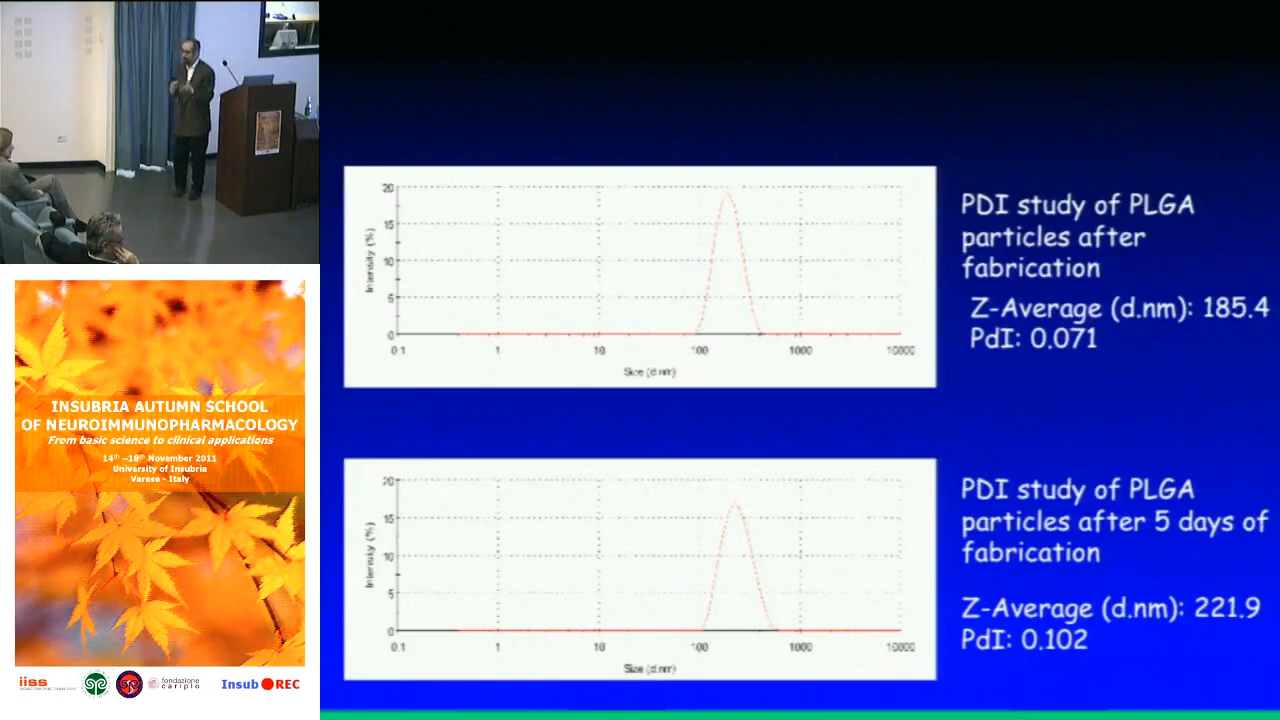 INSUBRIA AUTUMN SCHOOL
OF NEUROIMMUNOPHARMACOLOGY
From basic science to clinical applications
14th –18th November 2011
University of Insubria
Varese - Italy
iiss
fondazione
cariplo
Insub REC
20
15
10
5
0
Intensity (%)
0.1 1 10 100 1000 10000
Size (d.nm)
PDI study of PLGA
particles after
fabrication
Z-Average (d.nm): 185.4
PdI: 0.071
20
15
10
5
0
Intensity (%)
0.1 1 10 100 1000 10000
Size (d.nm)
PDI study of PLGA
particles after 5 days of
fabrication
Z-Average (d.nm): 221.9
PdI: 0.102